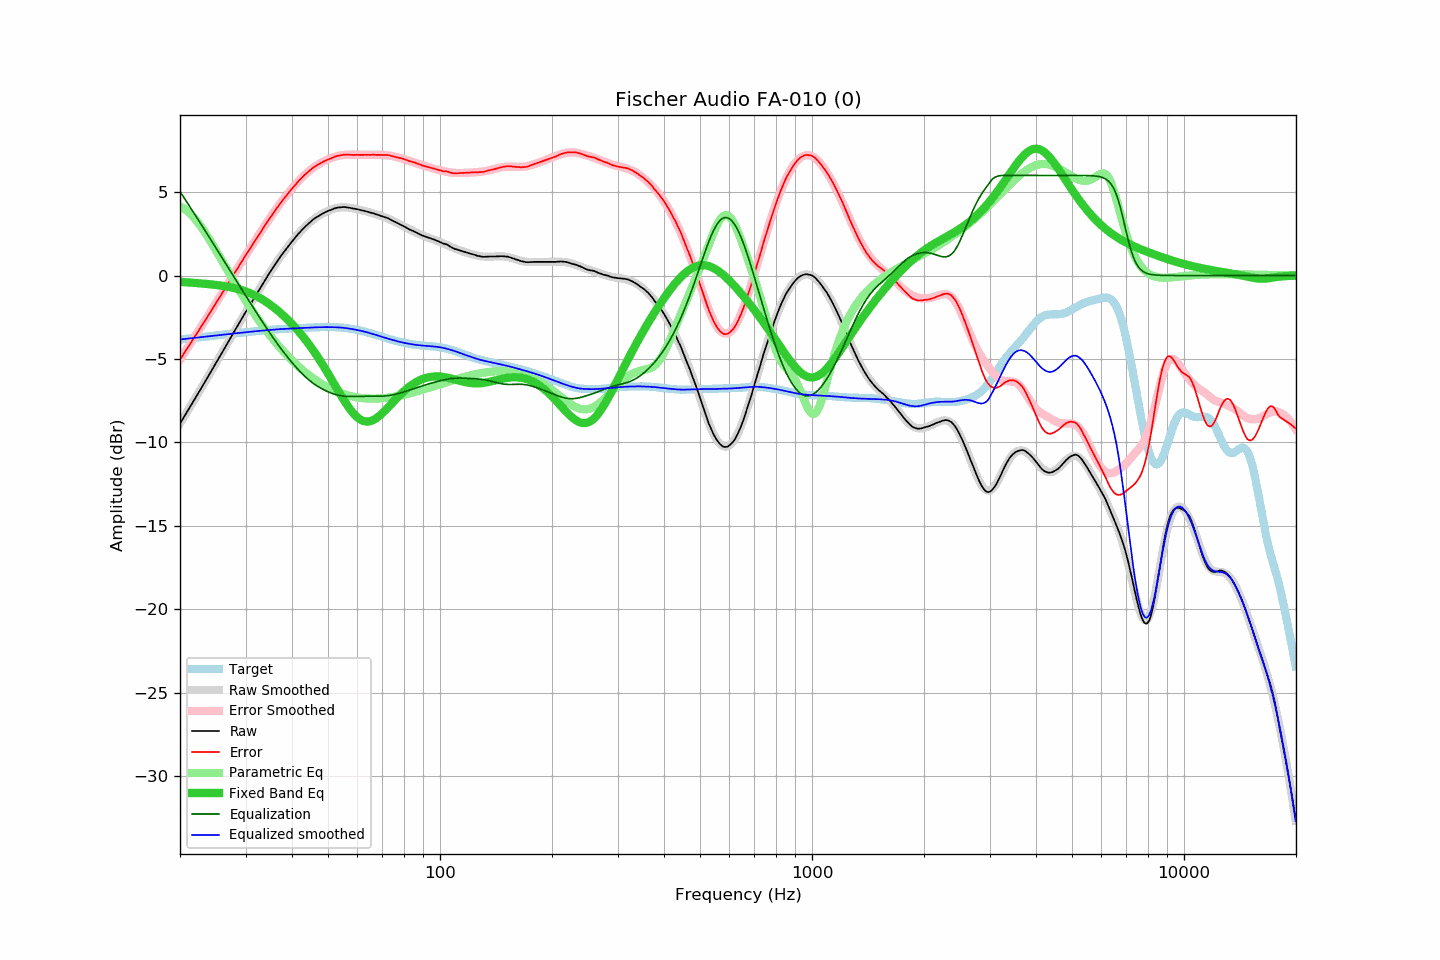 Fischer Audio FA-010 (0)
Amplitude (dBr)
5
0
−5
−10
−15
−20
−25
−30
Target
Raw Smoothed
Error Smoothed
Raw
Error
Parametric Eq
Fixed Band Eq
Equalization
Equalized smoothed
100
1000
10000
Frequency (Hz)